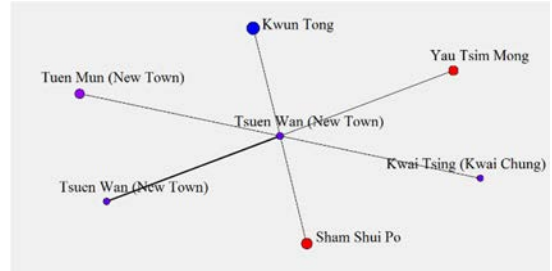 Kwun Tong
Yau Tsim Mong
Tuen Mun (New Town)
Tsuen Wan (New Town)
Kwai Tsing (Kwai Chung)
Tsuen Wan (New Town)
Sham Shui Po